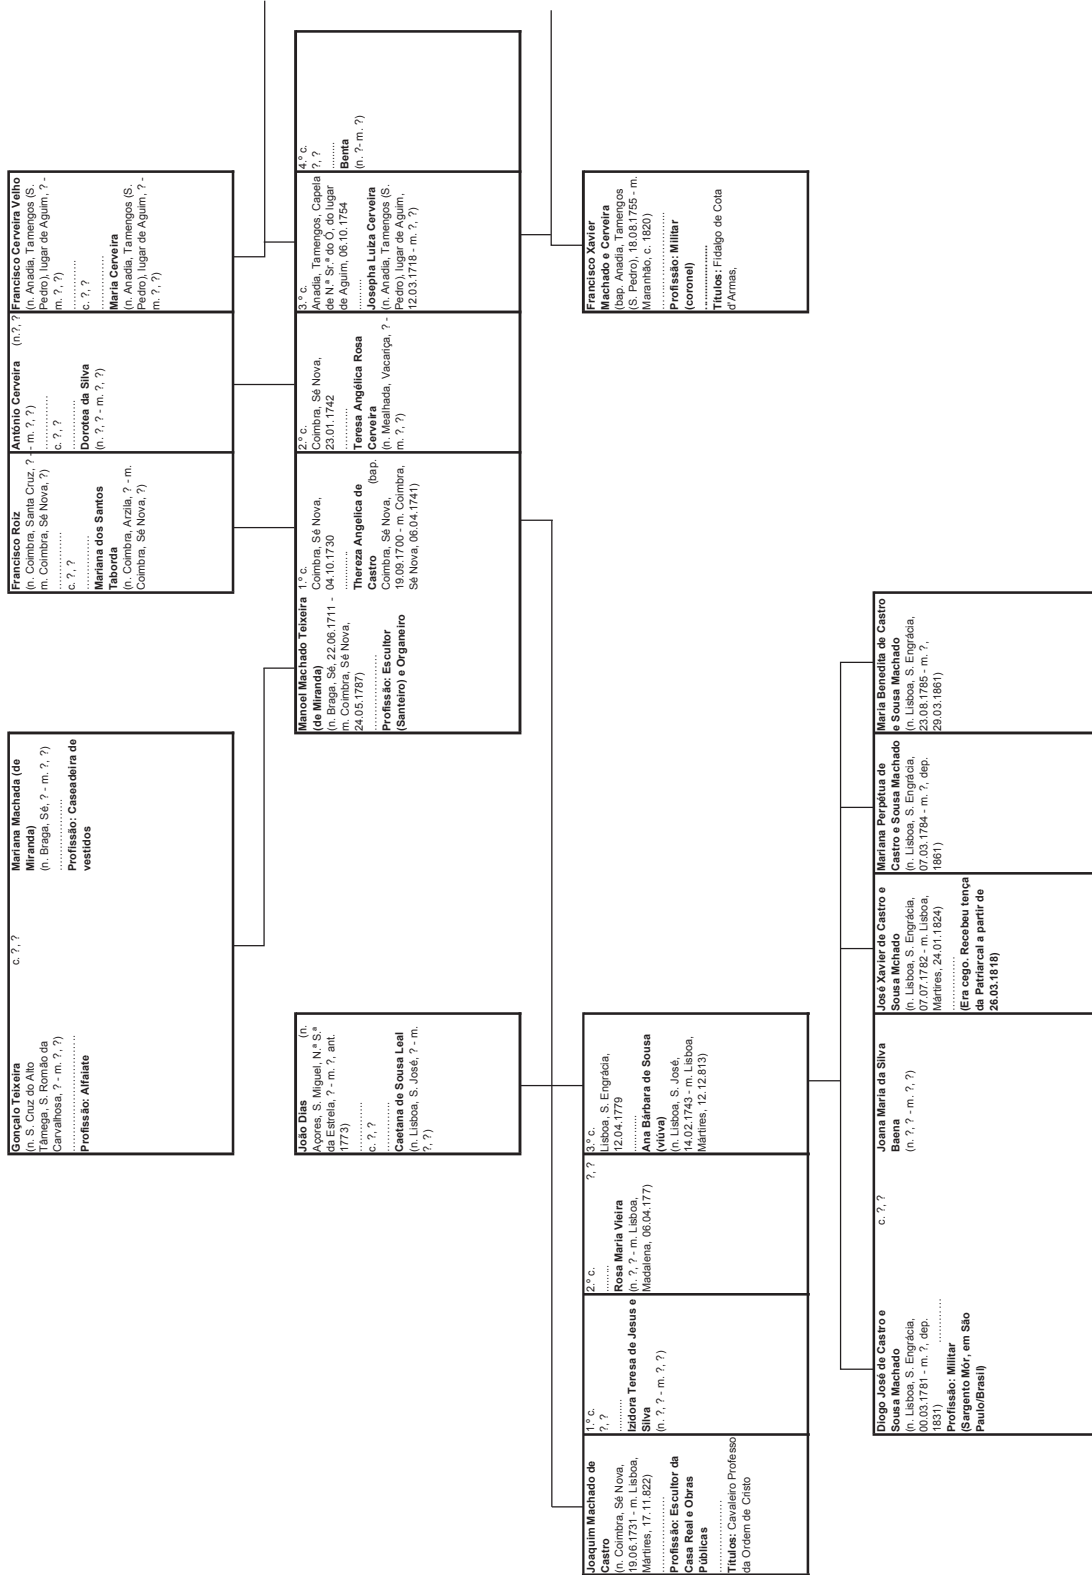 Gonçalo Teixeira
(n. S. Cruz do Alto
Tâmega, S. Romão da
Carvalhosa, ? - m. ?, ?)
......................
Profissão: Alfaiate
c. ?, ?
Mariana Machada (de
Miranda)
(n. Braga, Sé, ? - m. ?, ?)
..................
Profissão: Caseadeira de
vestidos
Francisco Roiz
(n. Coimbra, Santa Cruz, ? -
m. Coimbra, Sé Nova, ?)
..................
c. ?, ?
..................
Mariana dos Santos
Taborda
(n. Coimbra, Arzila, ? - m.
Coimbra, Sé Nova, ?)
António Cerveira (n.?, ?
- m. ?, ?)
..............
c. ?, ?
..............
Dorotea da Silva
(n. ?, ? - m. ?, ?)
Francisco Cerveira Velho
(n. Anadia, Tamengos (S.
Pedro), lugar de Aguim, ? -
m. ?, ?)
..............
c. ?, ?
..............
Maria Cerveira
(n. Anadia, Tamengos (S.
Pedro), lugar de Aguim, ? -
m. ?, ?)
João Dias (n.
Açores, S. Miguel, N.ª S.ª
da Estrela, ? - m. ?, ant.
1773)
..............
c. ?, ?
..............
Caetana de Sousa Leal
(n. Lisboa, S. José, ? - m.
?, ?)
Manoel Machado Teixeira
(de Miranda)
(n. Braga, Sé, 22.06.1711 -
m. Coimbra, Sé Nova,
24.05.1787)
......................
Profissão: Escultor
(Santeiro) e Organeiro
1.º c.
Coimbra, Sé Nova,
04.10.1730
............
Thereza Angelica de
Castro (bap.
Coimbra, Sé Nova,
19.09.1700 - m. Coimbra,
Sé Nova, 06.04.1741)
2.º c.
Coimbra, Sé Nova,
23.01.1742
............
Teresa Angélica Rosa
Cerveira
(n. Mealhada, Vacariça, ? -
m. ?, ?)
3.º c.
Anadia, Tamengos, Capela
de N.ª Sr.ª do Ó, do lugar
de Aguim, 06.10.1754
.........
Josepha Luiza Cerveira
(n. Anadia, Tamengos (S.
Pedro), lugar de Aguim,
12.03.1718 - m. ?, ?)
4.º c.
?, ?
.........
Benta
(n. ?- m. ?)
Joaquim Machado de
Castro
(n. Coimbra, Sé Nova,
19.06.1731 - m. Lisboa,
Mártires, 17.11.822)
......................
Profissão: Escultor da
Casa Real e Obras
Públicas
................
Títulos: Cavaleiro Professo
da Ordem de Cristo
1.º c.
?, ?
.........
Izidora Teresa de Jesus e
Silva
(n. ?, ? - m. ?, ?)
2.º c. ?, ?
.........
Rosa Maria Vieira
(n. ?, ? - m. Lisboa,
Madalena, 06.04.177)
3.º c.
Lisboa, S. Engrácia,
12.04.1779
............
Ana Bárbara de Sousa
(viúva)
(n. Lisboa, S. José,
14.02.1743 - m. Lisboa,
Mártires, 12.12.813)
Francisco Xavier
Machado e Cerveira
(bap. Anadia, Tamengos
(S. Pedro), 18.08.1755 - m.
Maranhão, c. 1820)
......................
Profissão: Militar
(coronel)
..................
Títulos: Fidalgo de Cota
d'Armas,
Diogo José de Castro e
Sousa Machado
(n. Lisboa, S. Engrácia,
00.03.1781 - m. ?, dep.
1831) ............
Profissão: Militar
(Sargento Mór, em São
Paulo/Brasil)
c. ?, ?
Joana Maria da Silva
Baena
(n. ?, ? - m. ?, ?)
José Xavier de Castro e
Sousa Mchado
(n. Lisboa, S. Engrácia,
07.07.1782 - m. Lisboa,
Mártires, 24.01.1824)
..............
(Era cego. Recebeu tença
da Patriarcal a partir de
26.03.1818)
Mariana Perpétua de
Castro e Sousa Machado
(n. Lisboa, S. Engrácia,
07.03.1784 - m. ?, dep.
1861)
Maria Benedita de Castro
e Sousa Machado
(n. Lisboa, S. Engrácia,
23.08.1785 - m. ?,
29.03.1861)